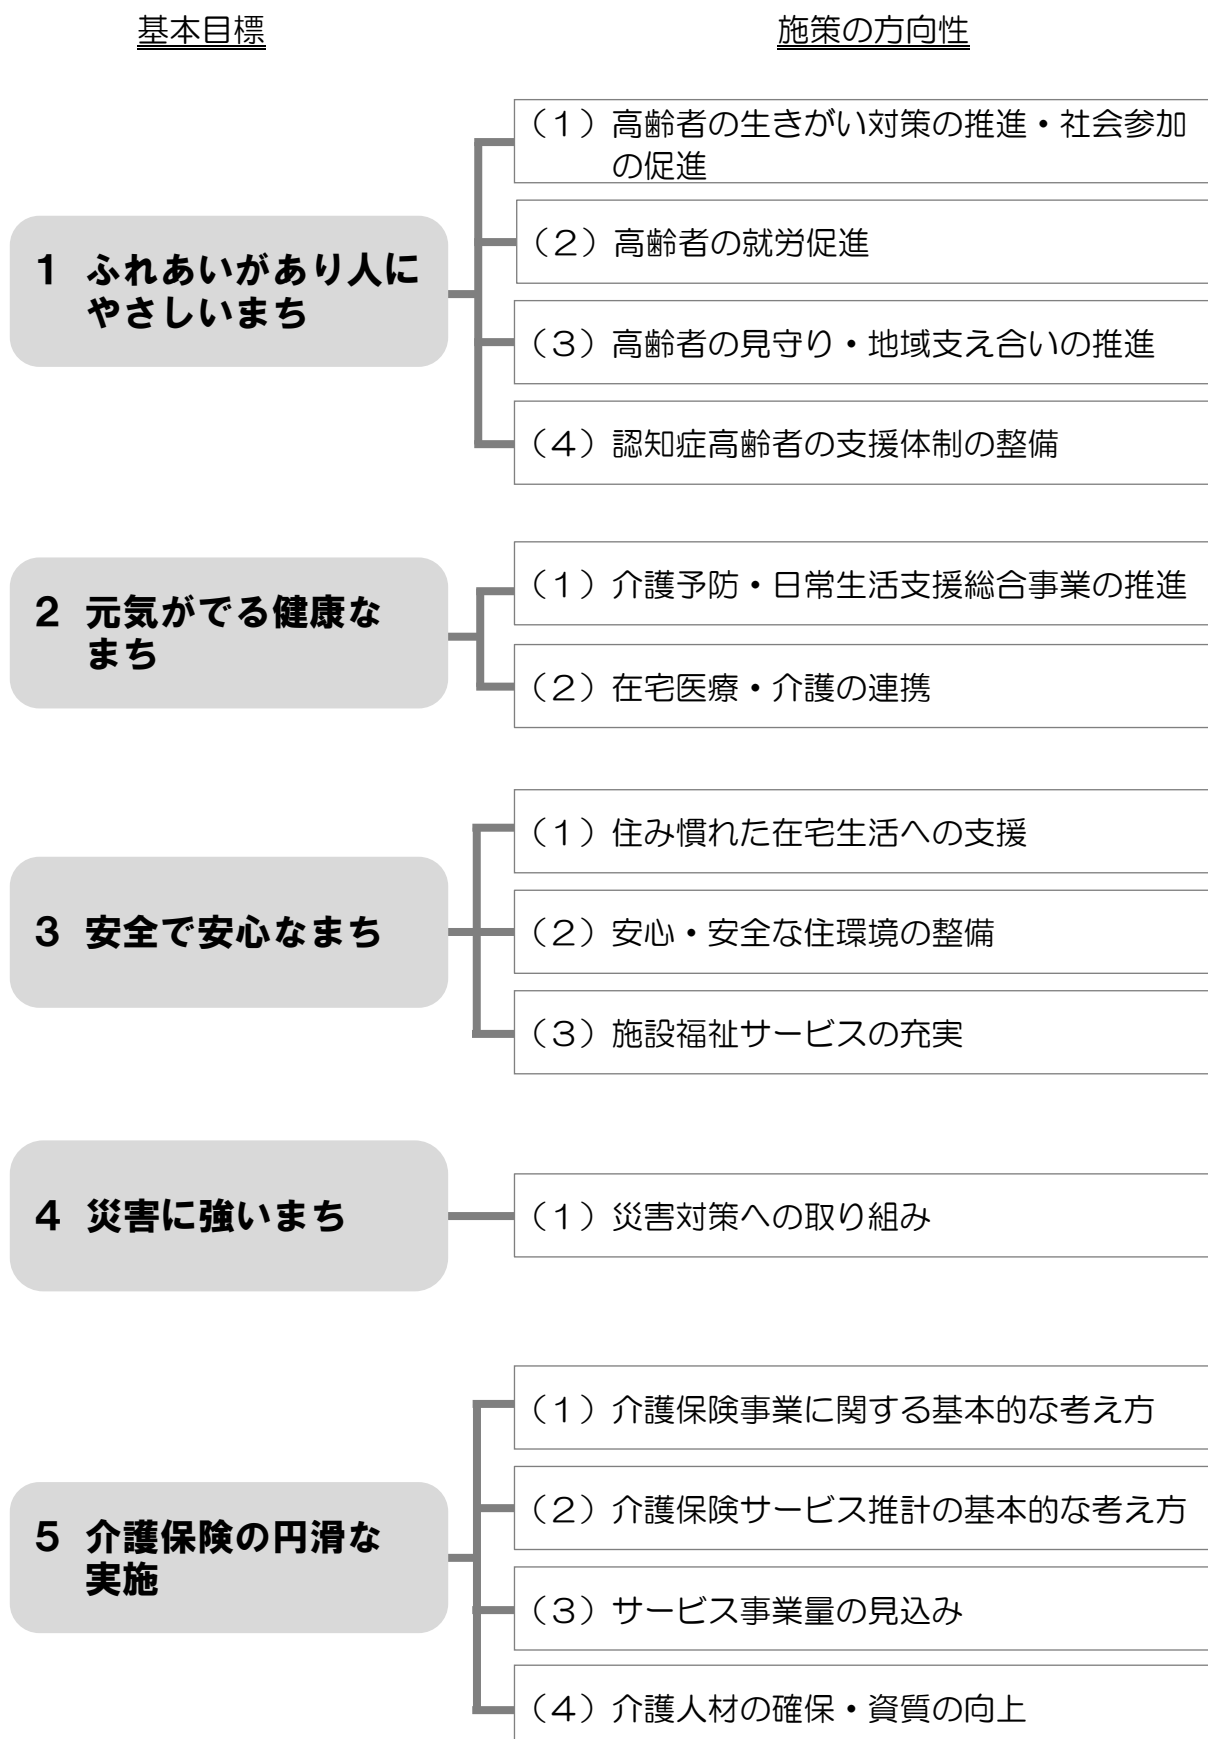 基本目標
施策の方向性
1 ふれあいがあり人に
やさしいまち
（1）高齢者の生きがい対策の推進・社会参加
の促進
（2）高齢者の就労促進
（3）高齢者の見守り・地域支え合いの推進
（4）認知症高齢者の支援体制の整備
2 元気がでる健康な
まち
（1）介護予防・日常生活支援総合事業の推進
（2）在宅医療・介護の連携
3 安全で安心なまち
（1）住み慣れた在宅生活への支援
（2）安心・安全な住環境の整備
（3）施設福祉サービスの充実
4 災害に強いまち
（1）災害対策への取り組み
5 介護保険の円滑な
実施
（1）介護保険事業に関する基本的な考え方
（2）介護保険サービス推計の基本的な考え方
（3）サービス事業量の見込み
（4）介護人材の確保・資質の向上